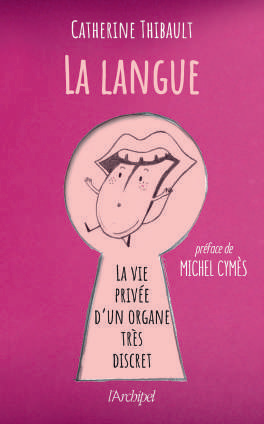 CATHERINE THIBAULT
LA LANGUE
préface de
MICHEL CYMÈS
LA VIE
PRIVÉE
D'UN ORGANE
TRÈS
DISCRET
l'Archipel